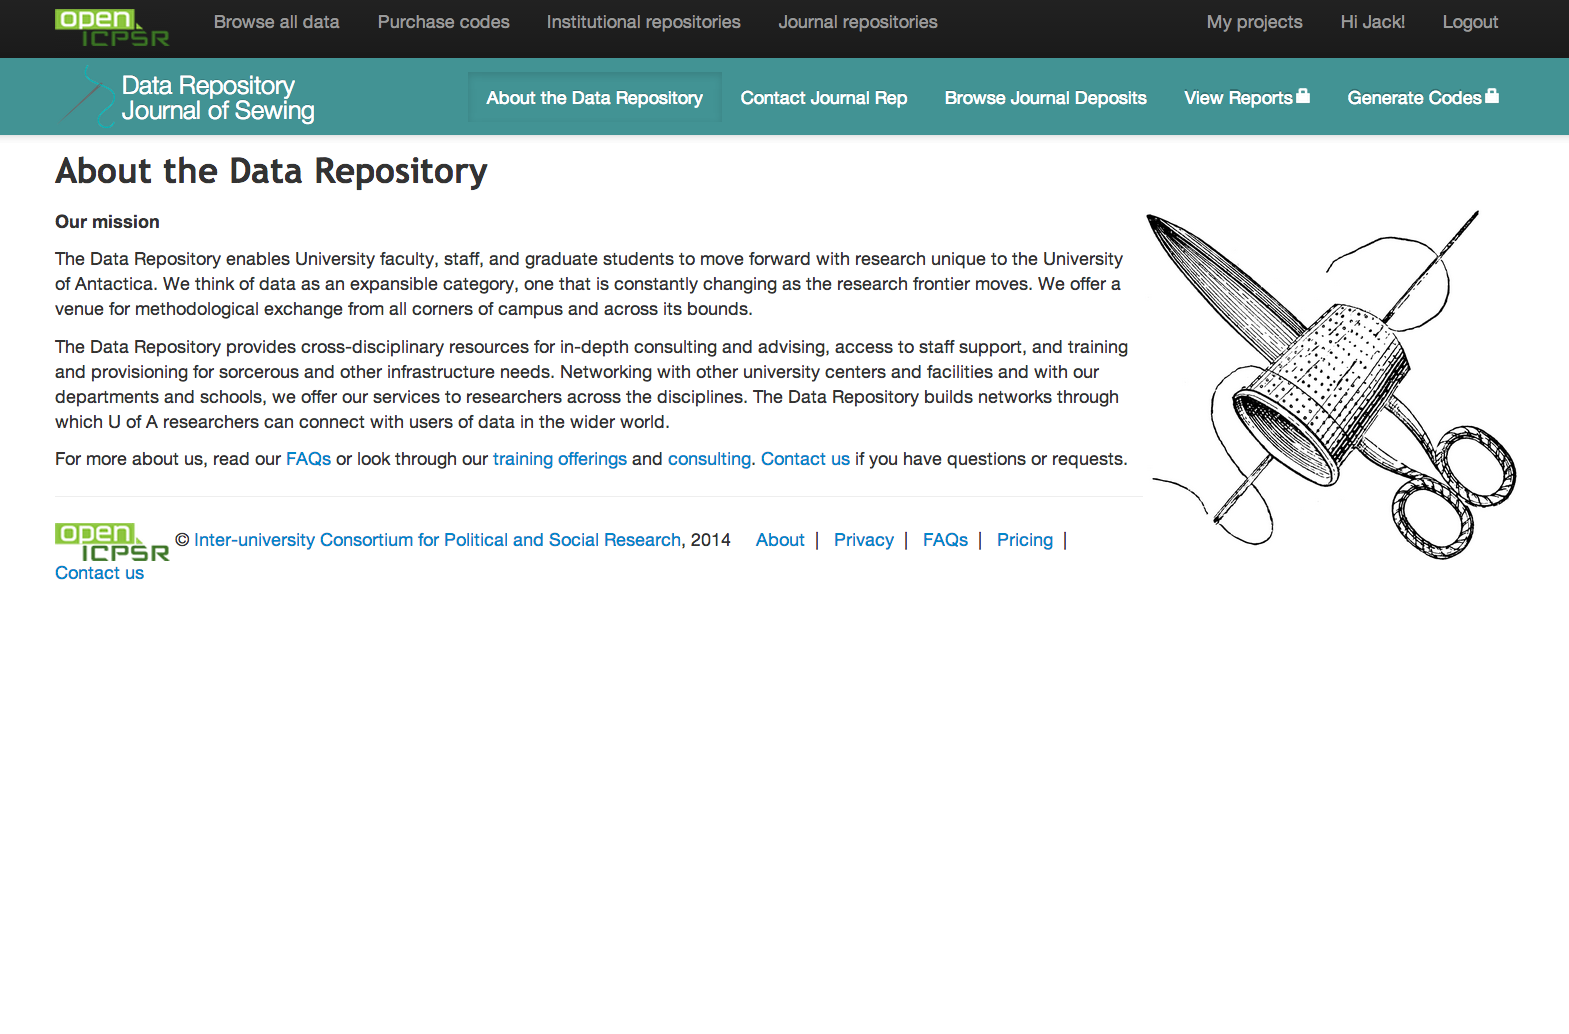 open ICPSR Browse all data Purchase codes Institutional repositories Journal repositories My projects Hi Jack! Logout
Data Repository
Journal of Sewing
About the Data Repository Contact Journal Rep Browse Journal Deposits View Reports Generate Codes
About the Data Repository
Our mission
The Data Repository enables University faculty, staff, and graduate students to move forward with research unique to the University
of Antactica. We think of data as an expansible category, one that is constantly changing as the research frontier moves. We offer a
venue for methodological exchange from all corners of campus and across its bounds.
The Data Repository provides cross-disciplinary resources for in-depth consulting and advising, access to staff support, and training
and provisioning for sorcerous and other infrastructure needs. Networking with other university centers and facilities and with our
departments and schools, we offer our services to researchers across the disciplines. The Data Repository builds networks through
which U of A researchers can connect with users of data in the wider world.
For more about us, read our FAQs or look through our training offerings and consulting. Contact us if you have questions or requests.
open ICPSR © Inter-university Consortium for Political and Social Research, 2014 About | Privacy | FAQs | Pricing |
Contact us